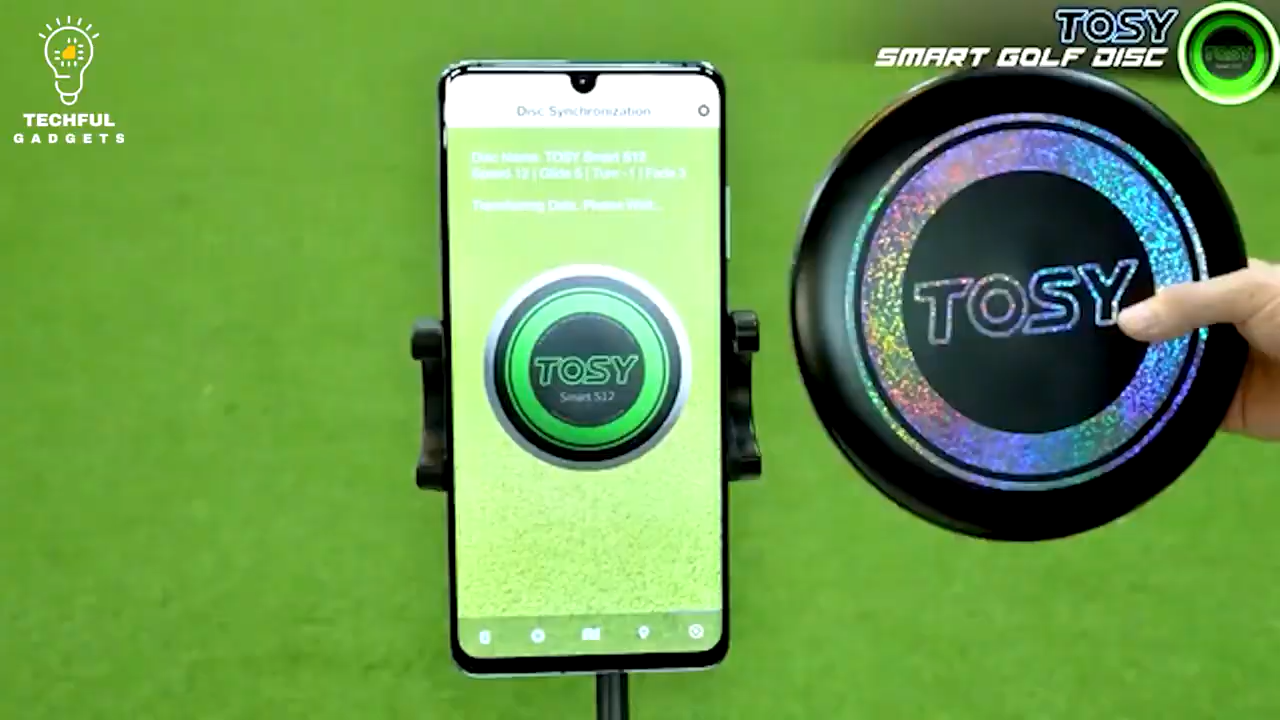 TECHFUL
GADGETS
TOSY
SMART GOLF DISC
TOSY
Disc Synchronization
Disc Name: TOSY Smart S12
Speed 12 | Glide 5 | Turn -1 | Fade 3
Transferring Data. Please Wait...
TOSY
Smart S12
TOSY